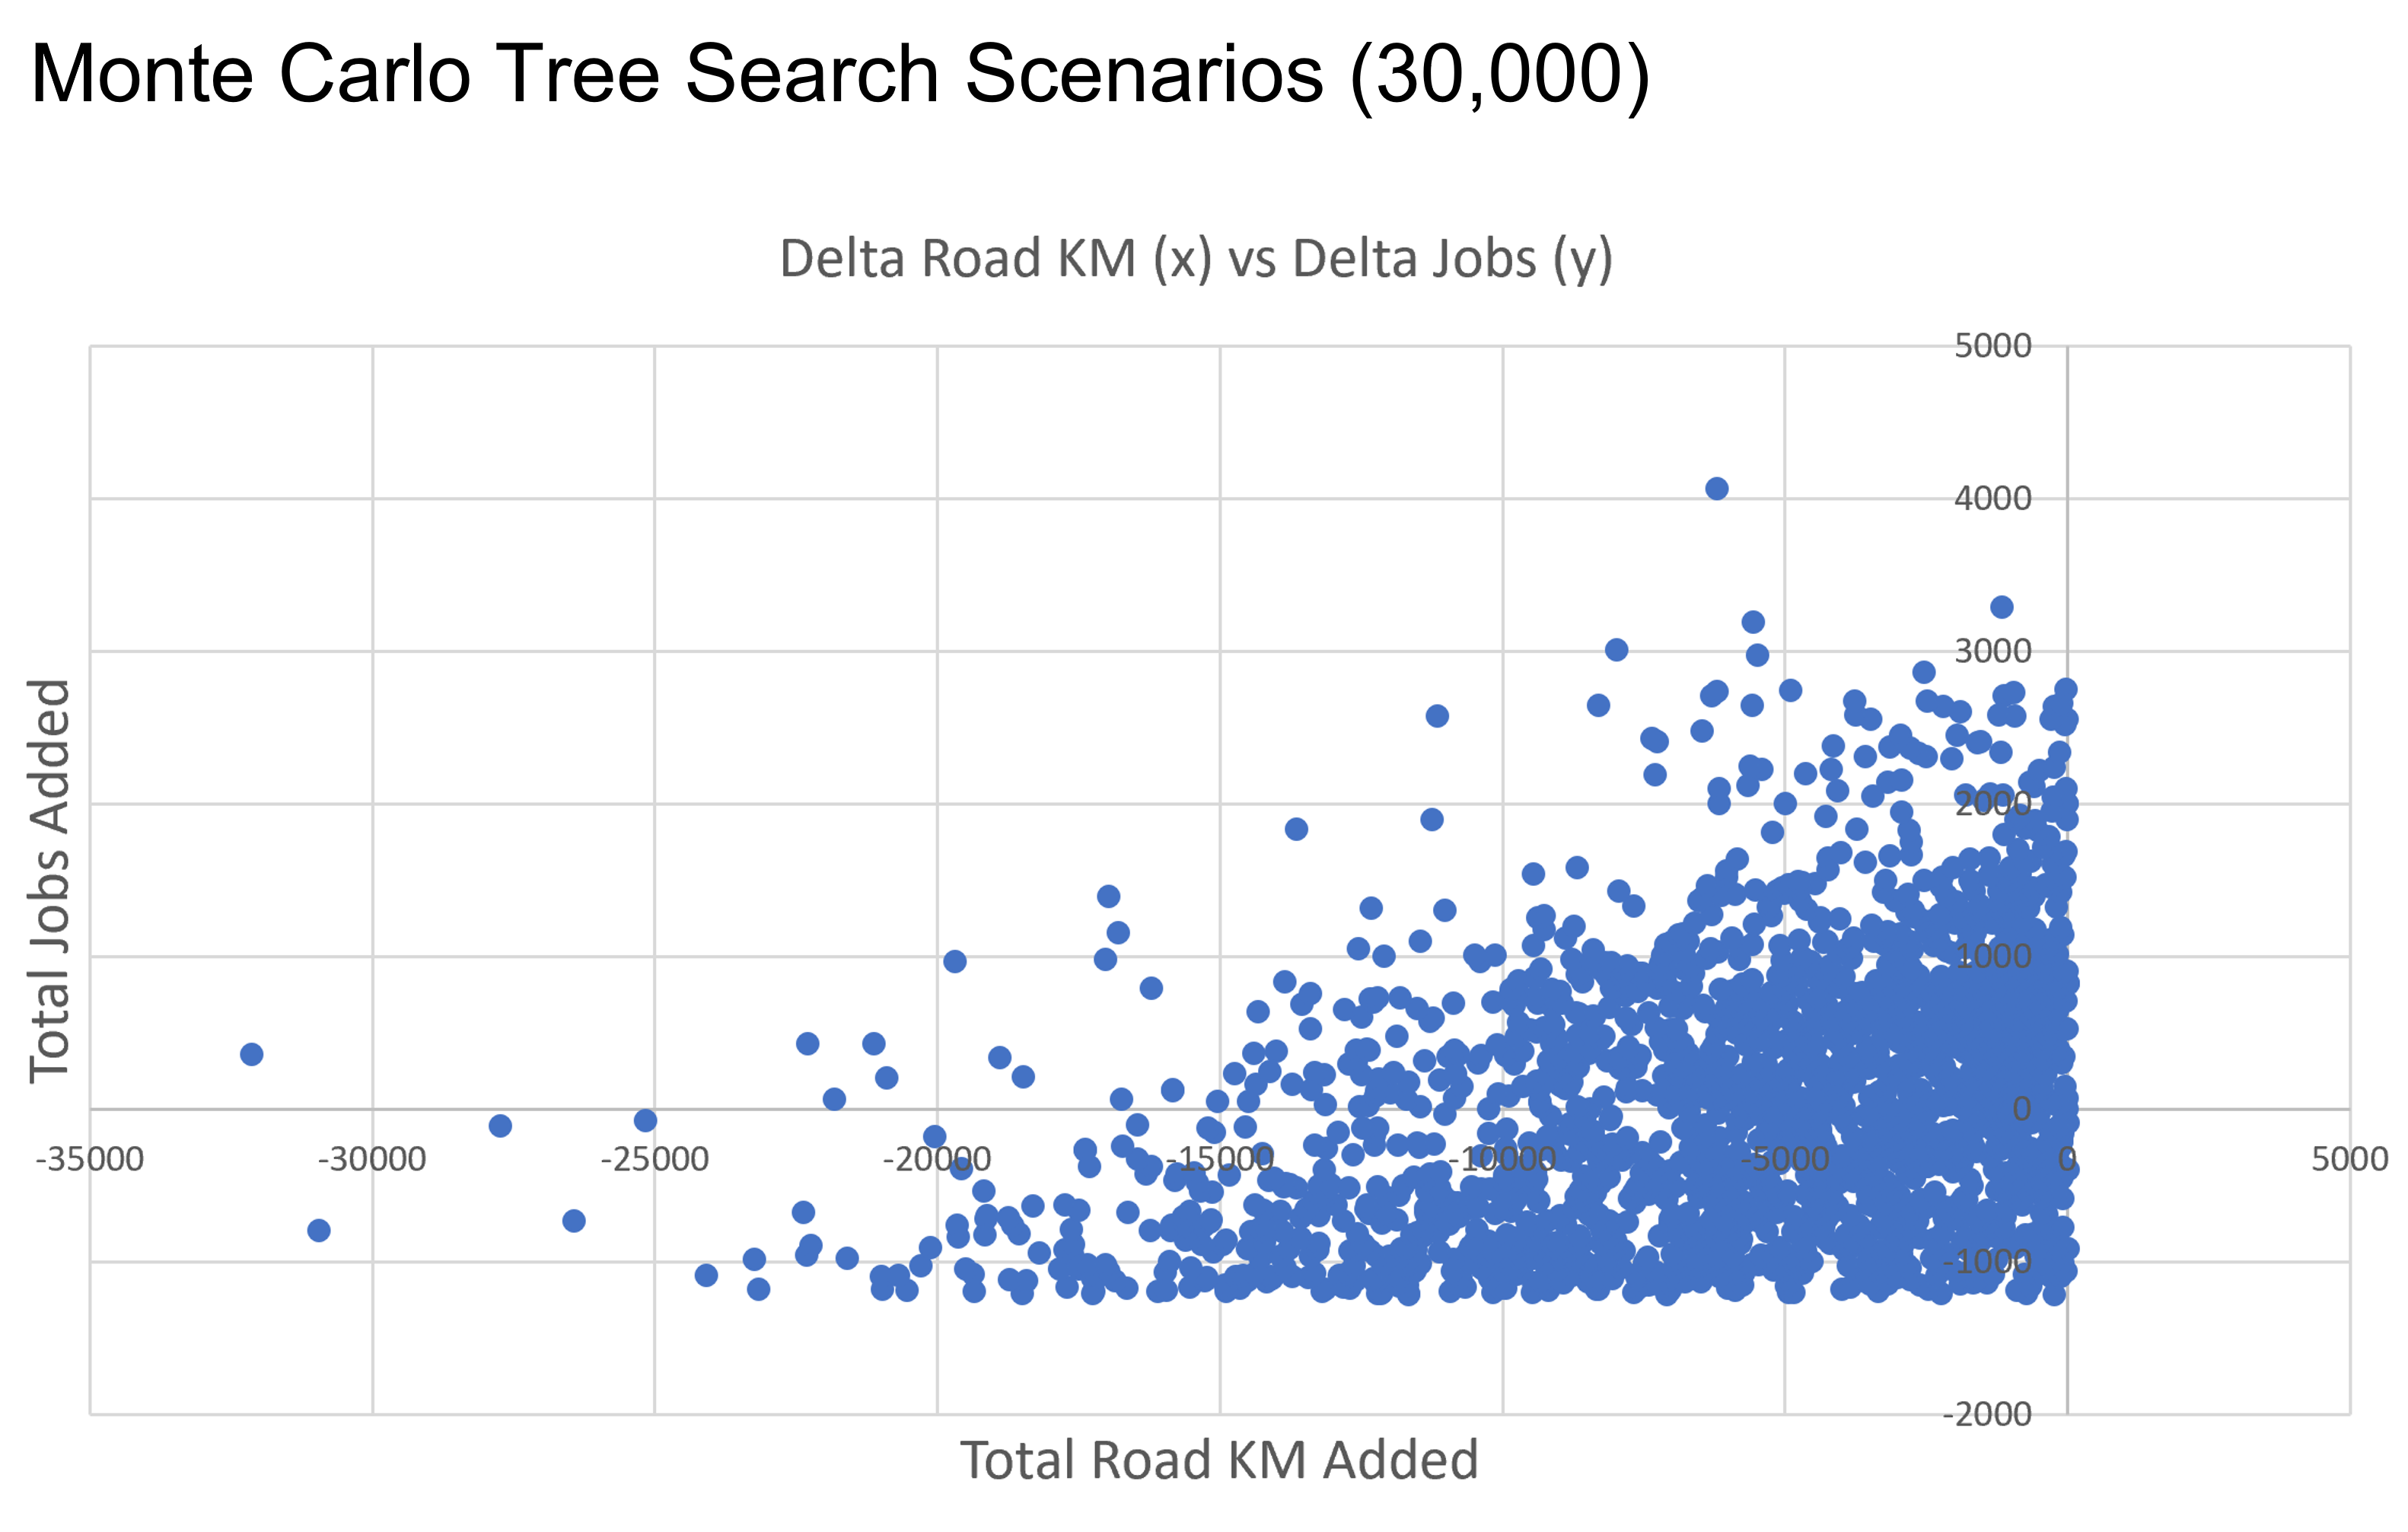 Monte Carlo Tree Search Scenarios (30,000)
Delta Road KM (x) vs Delta Jobs (y)
5000
4000
3000
2000
1000
0
-1000
-2000
Total Jobs Added
-35000 -30000 -25000 -20000 -15000 -10000 -5000 0 5000
Total Road KM Added